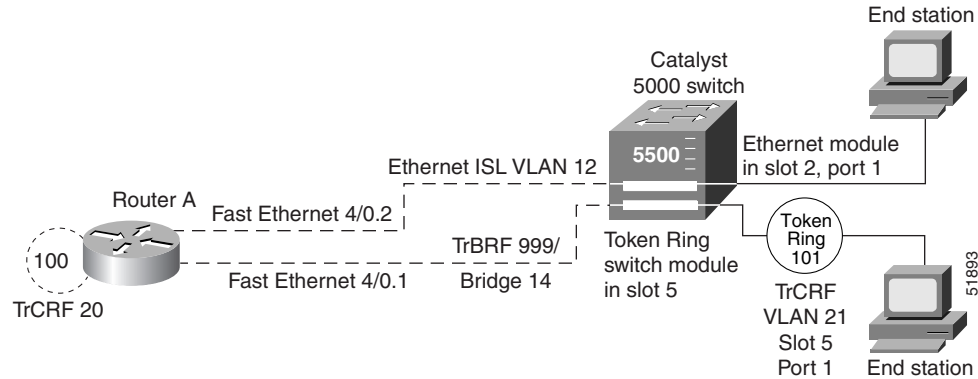 End station
Catalyst
5000 switch
5500
Ethernet module
in slot 2, port 1
Ethernet ISL VLAN 12
Router A
Fast Ethernet 4/0.2
100
TrCRF 20
Fast Ethernet 4/0.1
TrBRF 999/
Bridge 14
Token Ring
switch module
in slot 5
Token
Ring
101
TrCRF
VLAN 21
Slot 5
Port 1
End station
51893